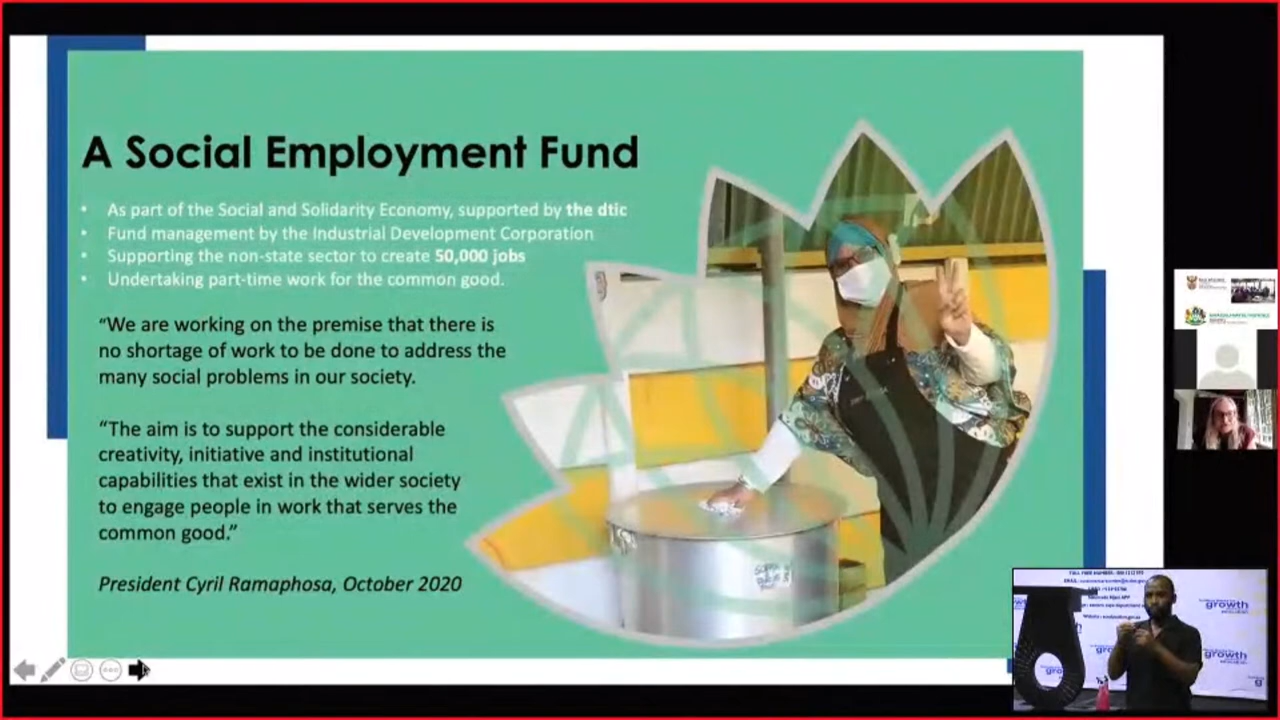 A Social Employment Fund
• As part of the Social and Solidarity Economy, supported by the dtic
• Fund management by the Industrial Development Corporation
• Supporting the non-state sector to create 50,000 jobs
• Undertaking part-time work for the common good.
“We are working on the premise that there is
no shortage of work to be done to address the
many social problems in our society.
“The aim is to support the considerable
creativity, initiative and institutional
capabilities that exist in the wider society
to engage people in work that serves the
common good.”
President Cyril Ramaphosa, October 2020
growth
growth